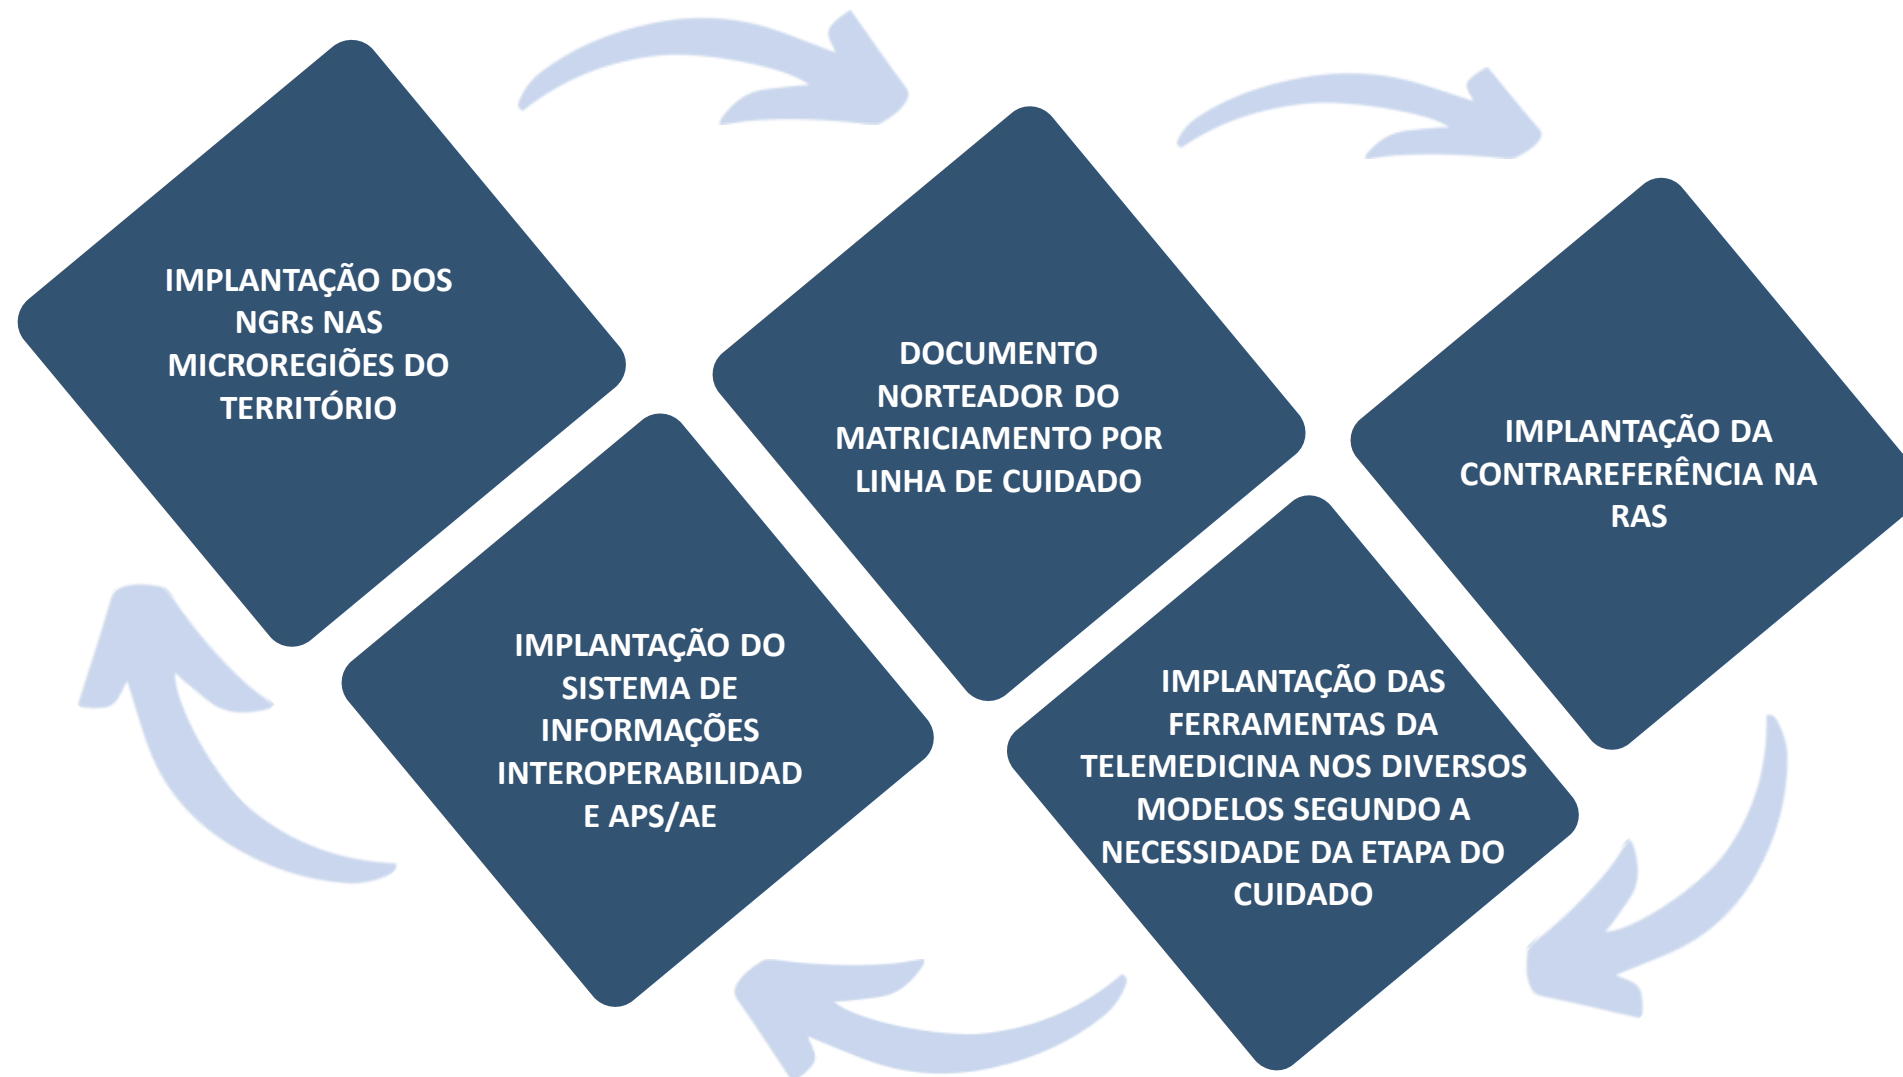 IMPLANTAÇÃO DOS
NGRs NAS
MICROREGIÕES DO
TERRITÓRIO
DOCUMENTO
NORTEADOR DO
MATRICIAMENTO POR
LINHA DE CUIDADO
IMPLANTAÇÃO DA
CONTRAREFERÊNCIA NA
RAS
IMPLANTAÇÃO DAS
FERRAMENTAS DA
TELEMEDICINA NOS DIVERSOS
MODELOS SEGUNDO A
NECESSIDADE DA ETAPA DO
CUIDADO
IMPLANTAÇÃO DO
SISTEMA DE
INFORMAÇÕES
INTEROPERABILIDAD
E APS/AE